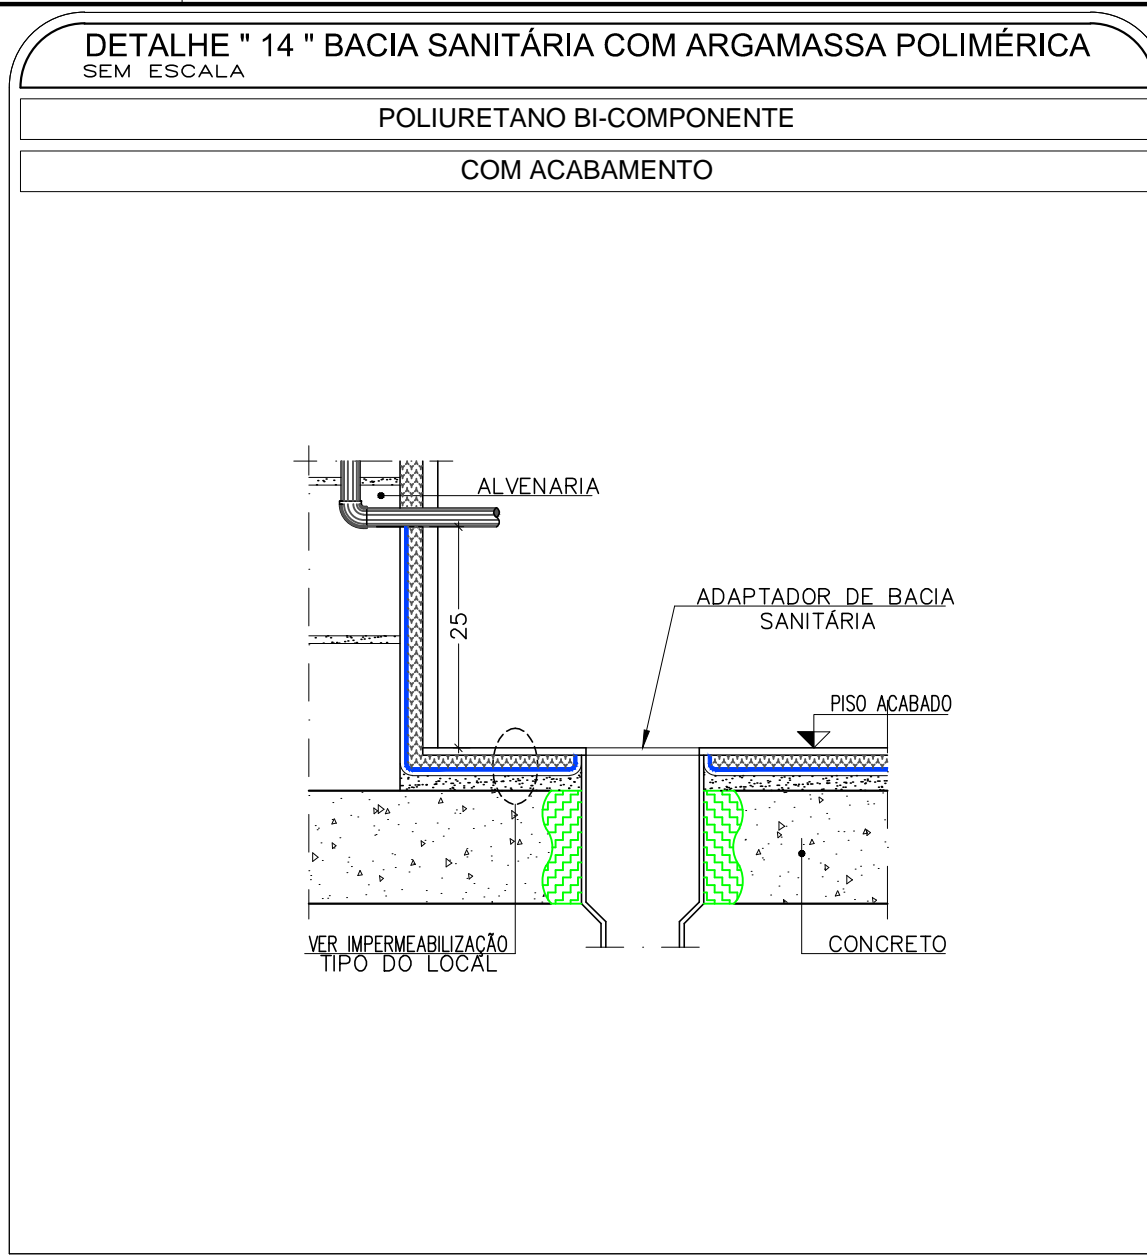 DETALHE " 14 " BACIA SANITÁRIA COM ARGAMASSA POLIMÉRICA
SEM ESCALA
POLIURETANO BI-COMPONENTE
COM ACABAMENTO
ALVENARIA
25
ADAPTADOR DE BACIA
SANITÁRIA
PISO ACABADO
VER IMPERMEABILIZAÇÃO
TIPO DO LOCAL
CONCRETO